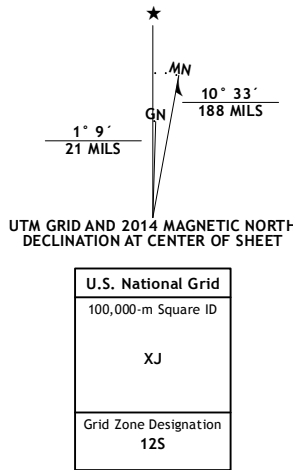 MN
GN
10° 33´
188 MILS
1° 9´
21 MILS
UTM GRID AND 2014 MAGNETIC NORTH
DECLINATION AT CENTER OF SHEET
U.S. National Grid
100,000-m Square ID
XJ
Grid Zone Designation
12S